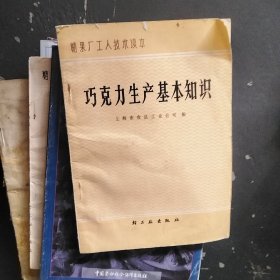 糖果厂工人技术读本
巧克力生产基本知识
上海市食品工业公司 编
轻工业出版社